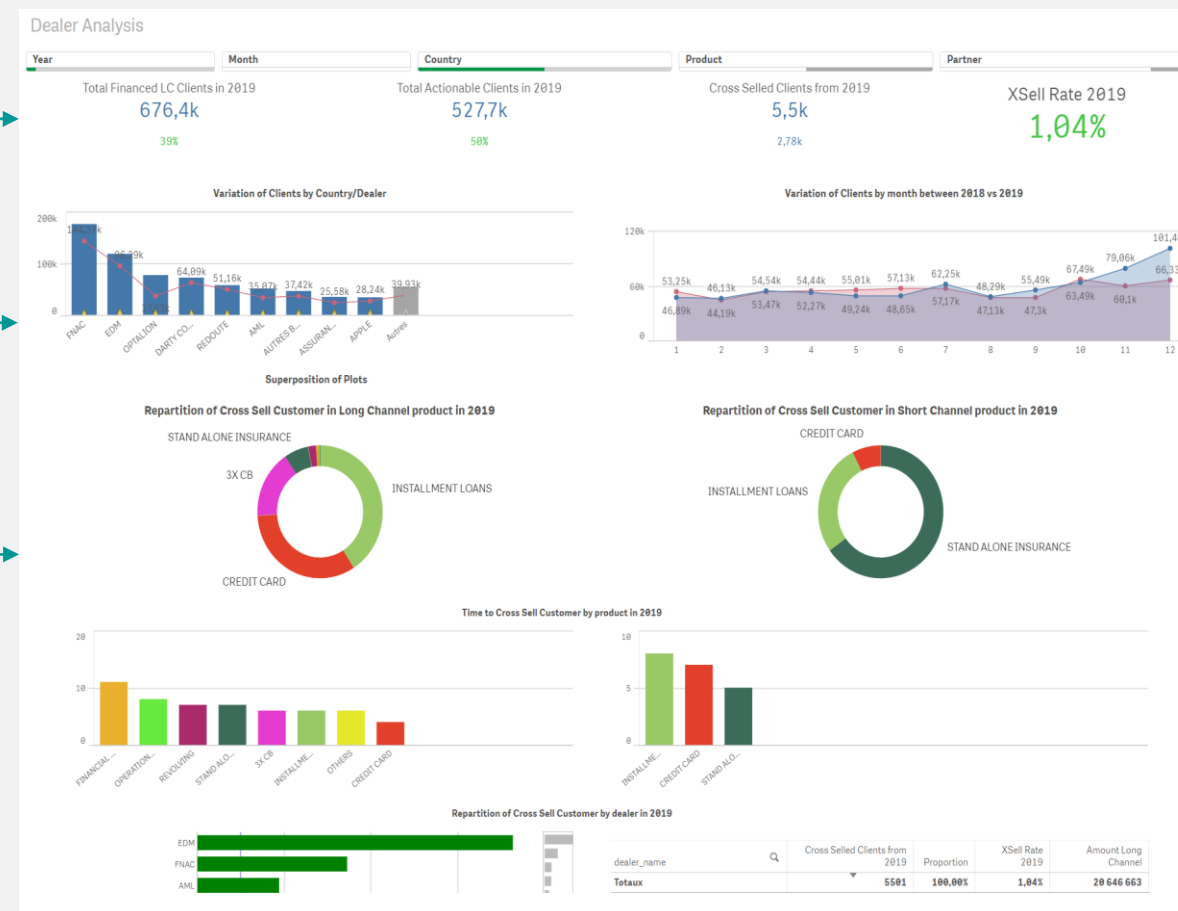 Dealer Analysis
Year Month Country Product Partner
Total Financed LC Clients in 2019
676,4k
39%
Total Actionable Clients in 2019
527,7k
50%
Cross Selled Clients from 2019
5,5k
2,78k
XSell Rate 2019
1,04%
Variation of Clients by Country/Dealer
200k
100k
0
64,09k 51,16k 35,07k 37,42k 25,58k 28,24k 39,93k
FNAC EDM OPTALION DARTY CO... REDOUTE AML AUTRES B... ASSURAN... APPLE Autres
Variation of Clients by month between 2018 vs 2019
120k
60k
0
53,25k 46,13k 54,54k 54,44k 55,01k 57,13k 62,25k 48,29k 55,49k 67,49k 79,06k 101,4
46,89k 44,19k 53,47k 52,27k 49,24k 48,65k 57,17k 47,13k 47,3k 63,49k 60,1k 66,33
1 2 3 4 5 6 7 8 9 10 11 12
Superposition of Plots
Repartition of Cross Sell Customer in Long Channel product in 2019
STAND ALONE INSURANCE
3X CB
INSTALLMENT LOANS
CREDIT CARD
Repartition of Cross Sell Customer in Short Channel product in 2019
CREDIT CARD
INSTALLMENT LOANS
STAND ALONE INSURANCE
Time to Cross Sell Customer by product in 2019
20
10
0
FINANCIAL... OPERATION... REVOLVING STAND ALO... 3X CB INSTALLME... OTHERS CREDIT CARD
10
5
0
INSTALLME... CREDIT CARD STAND ALO...
Repartition of Cross Sell Customer by dealer in 2019
EDM
FNAC
AML
dealer_name Cross Selled Clients from 2019 Proportion XSell Rate 2019 Amount Long Channel
Totaux 5501 100,00% 1,04% 20 646 663